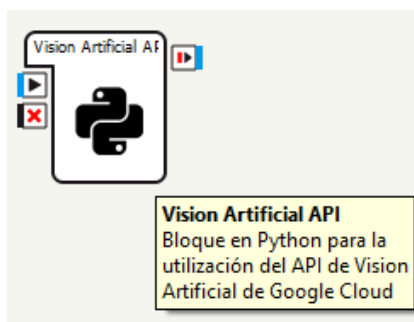 Vision Artificial AP
Vision Artificial API
Bloque en Python para la
utilización del API de Vision
Artificial de Google Cloud